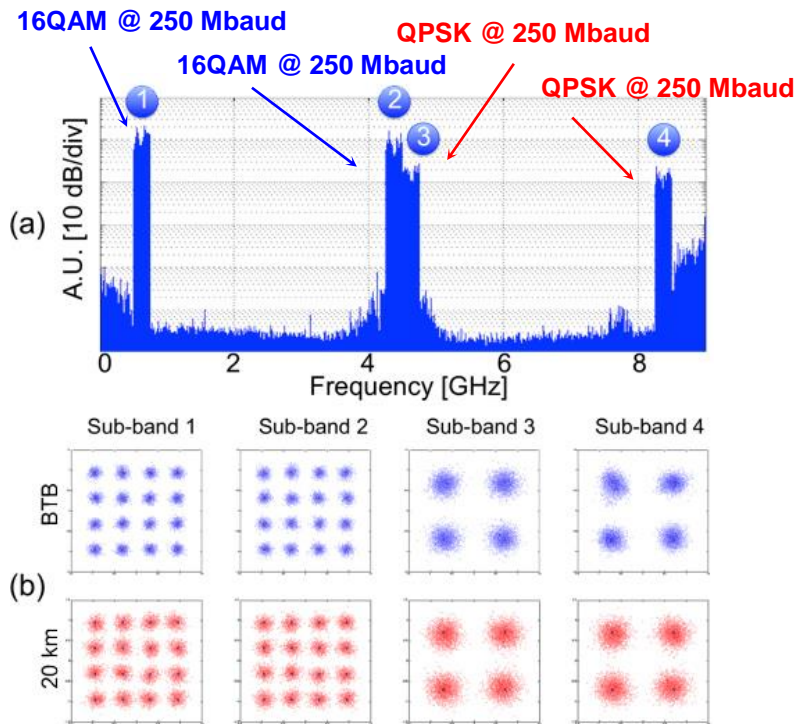 16QAM @ 250 Mbaud
QPSK @ 250 Mbaud
16QAM @ 250 Mbaud
QPSK @ 250 Mbaud
1
2
3
4
(a)
A.U. [10 dB/div]
0 2 4 6 8
Frequency [GHz]
Sub-band 1 Sub-band 2 Sub-band 3 Sub-band 4
BTB
(b)
20 km